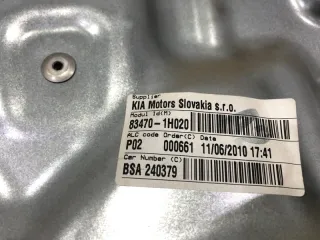 Supplier
KIA Motors Slovakia s.r.o.
Modul Id(M)
83470-1H020
ALC code Order(C) Date
P02 000661 11/06/2010 17:41
Car Number (C)
BSA 240379